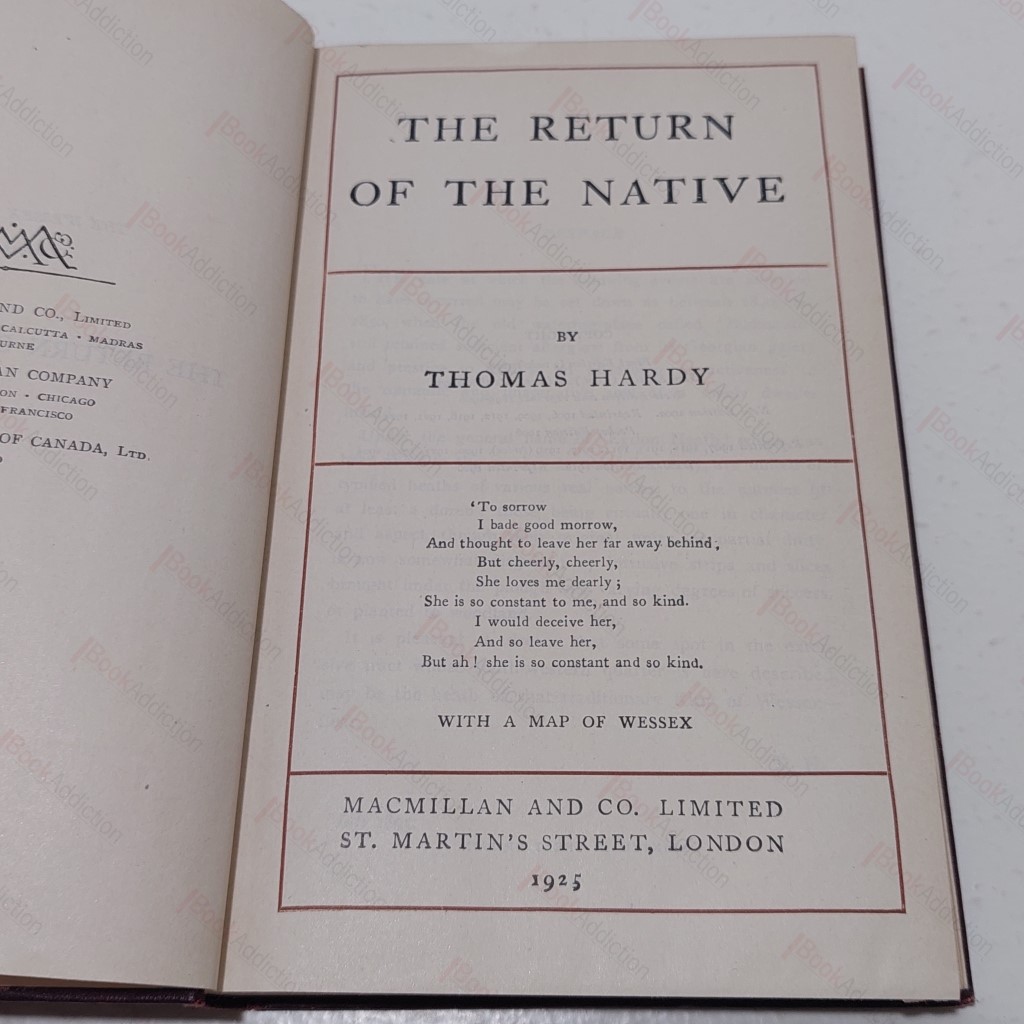 ND CO., LIMITED
CALCUTTA · MADRAS
URNE
AN COMPANY
ON · CHICAGO
FRANCISCO
OF CANADA, LTD.
THE RETURN
OF THE NATIVE
BY
THOMAS HARDY
‘To sorrow
I bade good morrow,
And thought to leave her far away behind;
But cheerly, cheerly,
She loves me dearly;
She is so constant to me, and so kind.
I would deceive her,
And so leave her,
But ah! she is so constant and so kind.
WITH A MAP OF WESSEX
MACMILLAN AND CO. LIMITED
ST. MARTIN'S STREET, LONDON
1925
BookAddiction